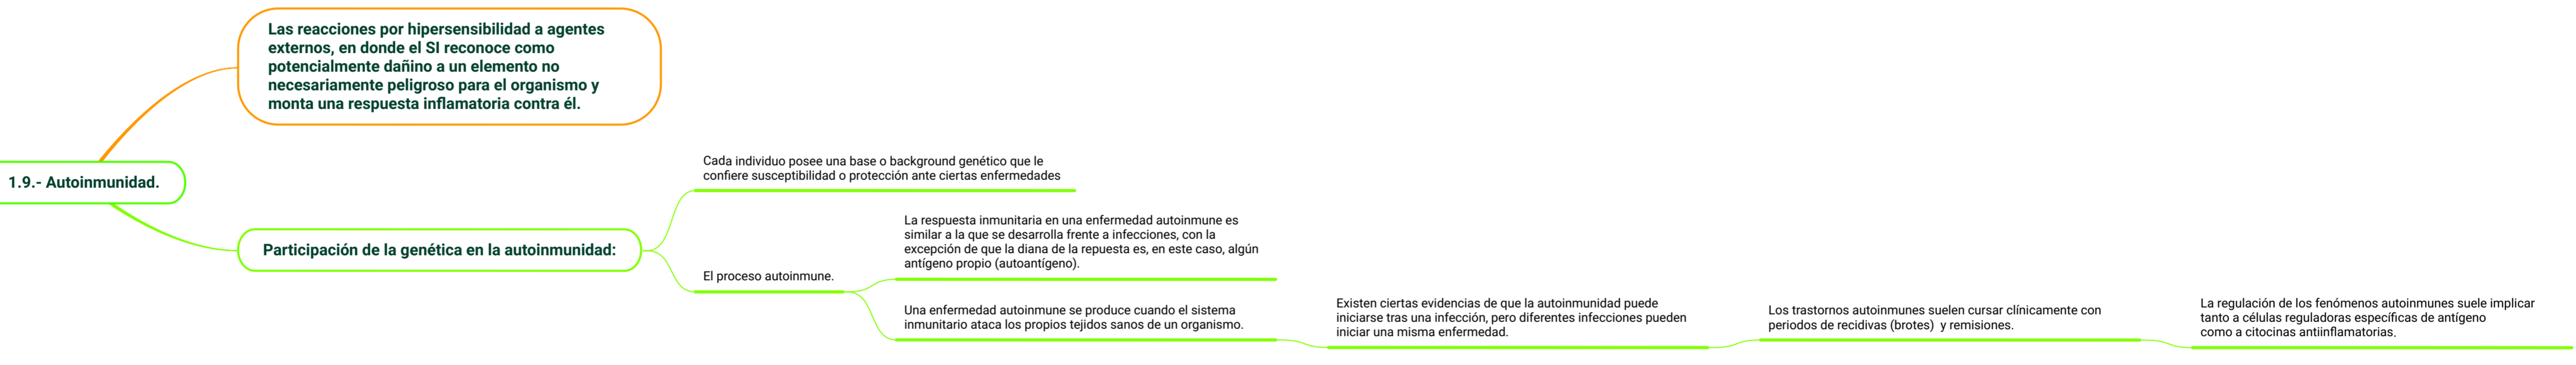 Las reacciones por hipersensibilidad a agentes
externos, en donde el SI reconoce como
potencialmente dañino a un elemento no
necesariamente peligroso para el organismo y
monta una respuesta inflamatoria contra él.
1.9.- Autoinmunidad.
Participación de la genética en la autoinmunidad:
Cada individuo posee una base o background genético que le
confiere susceptibilidad o protección ante ciertas enfermedades
El proceso autoinmune.
La respuesta inmunitaria en una enfermedad autoinmune es
similar a la que se desarrolla frente a infecciones, con la
excepción de que la diana de la repuesta es, en este caso, algún
antígeno propio (autoantígeno).
Una enfermedad autoinmune se produce cuando el sistema
inmunitario ataca los propios tejidos sanos de un organismo.
Existen ciertas evidencias de que la autoinmunidad puede
iniciarse tras una infección, pero diferentes infecciones pueden
iniciar una misma enfermedad.
Los trastornos autoinmunes suelen cursar clínicamente con
periodos de recidivas (brotes)  y remisiones.
La regulación de los fenómenos autoinmunes suele implicar
tanto a células reguladoras específicas de antígeno
como a citocinas antiinflamatorias.